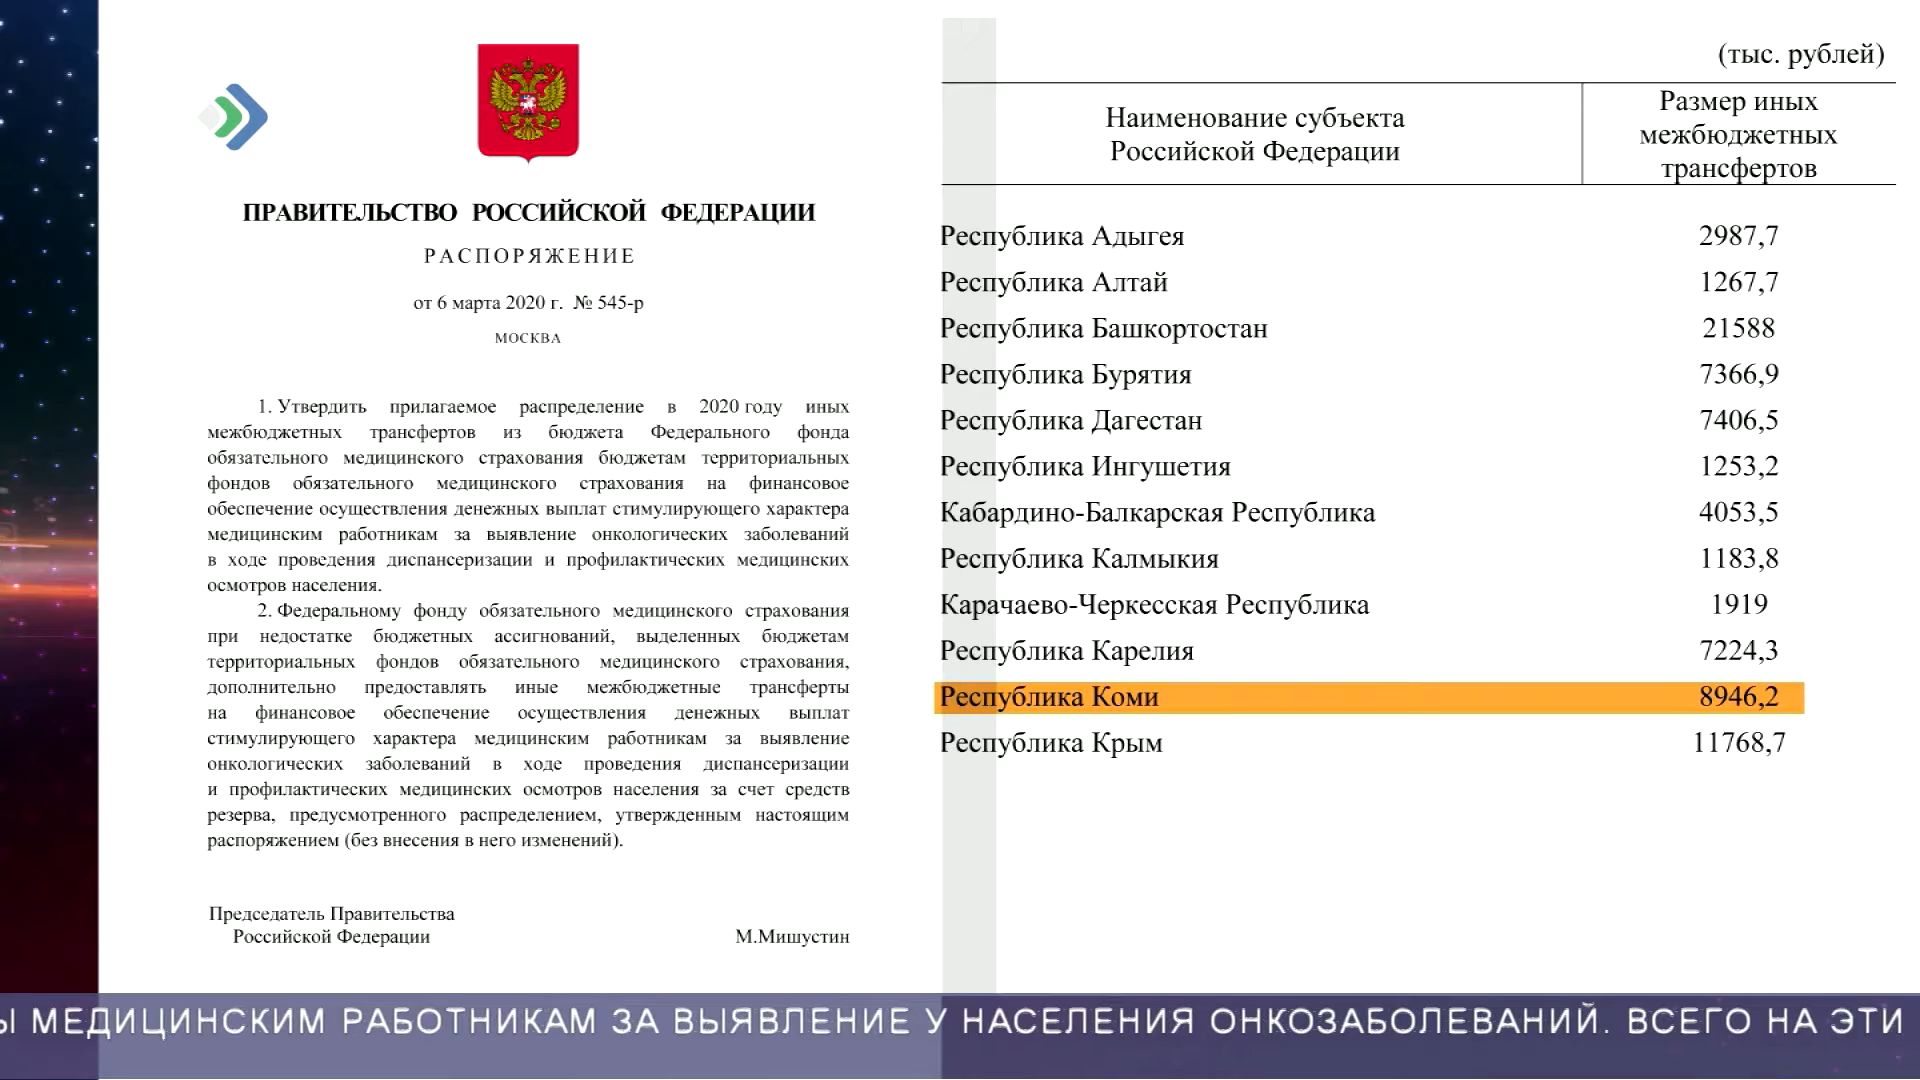 ПРАВИТЕЛЬСТВО РОССИЙСКОЙ ФЕДЕРАЦИИ
РАСПОРЯЖЕНИЕ
от 6 марта 2020 г. № 545-р
МОСКВА
1. Утвердить прилагаемое распределение в 2020 году иных
межбюджетных трансфертов из бюджета Федерального фонда
обязательного медицинского страхования бюджетам территориальных
фондов обязательного медицинского страхования на финансовое
обеспечение осуществления денежных выплат стимулирующего характера
медицинским работникам за выявление онкологических заболеваний
в ходе проведения диспансеризации и профилактических медицинских
осмотров населения.
2. Федеральному фонду обязательного медицинского страхования
при недостатке бюджетных ассигнований, выделенных бюджетам
территориальных фондов обязательного медицинского страхования,
дополнительно предоставлять иные межбюджетные трансферты
на финансовое обеспечение осуществления денежных выплат
стимулирующего характера медицинским работникам за выявление
онкологических заболеваний в ходе проведения диспансеризации
и профилактических медицинских осмотров населения за счет средств
резерва, предусмотренного распределением, утвержденным настоящим
распоряжением (без внесения в него изменений).
Председатель Правительства
Российской Федерации М.Мишустин
(тыс. рублей)
Наименование субъекта
Российской Федерации
Размер иных
межбюджетных
трансфертов
Республика Адыгея 2987,7
Республика Алтай 1267,7
Республика Башкортостан 21588
Республика Бурятия 7366,9
Республика Дагестан 7406,5
Республика Ингушетия 1253,2
Кабардино-Балкарская Республика 4053,5
Республика Калмыкия 1183,8
Карачаево-Черкесская Республика 1919
Республика Карелия 7224,3
Республика Коми 8946,2
Республика Крым 11768,7
Ы МЕДИЦИНСКИМ РАБОТНИКАМ ЗА ВЫЯВЛЕНИЕ У НАСЕЛЕНИЯ ОНКОЗАБОЛЕВАНИЙ. ВСЕГО НА ЭТИ